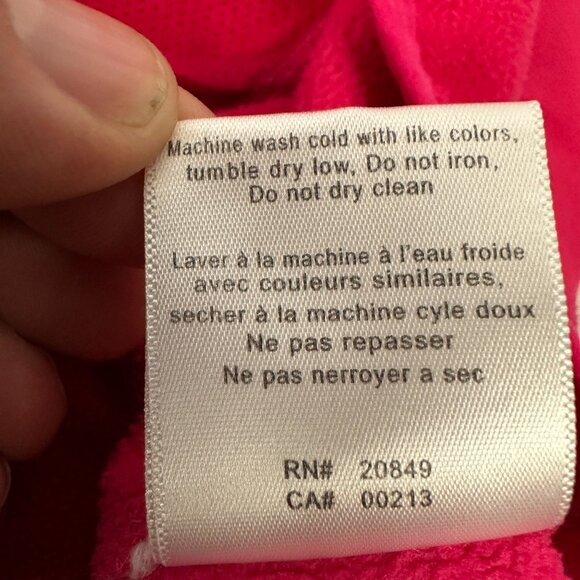 Machine wash cold with like colors,
tumble dry low, Do not iron,
Do not dry clean
Laver à la machine à l'eau froide
avec couleurs similaires,
secher à la machine cyle doux
Ne pas repasser
Ne pas nerroyer a sec
RN# 20849
CA# 00213